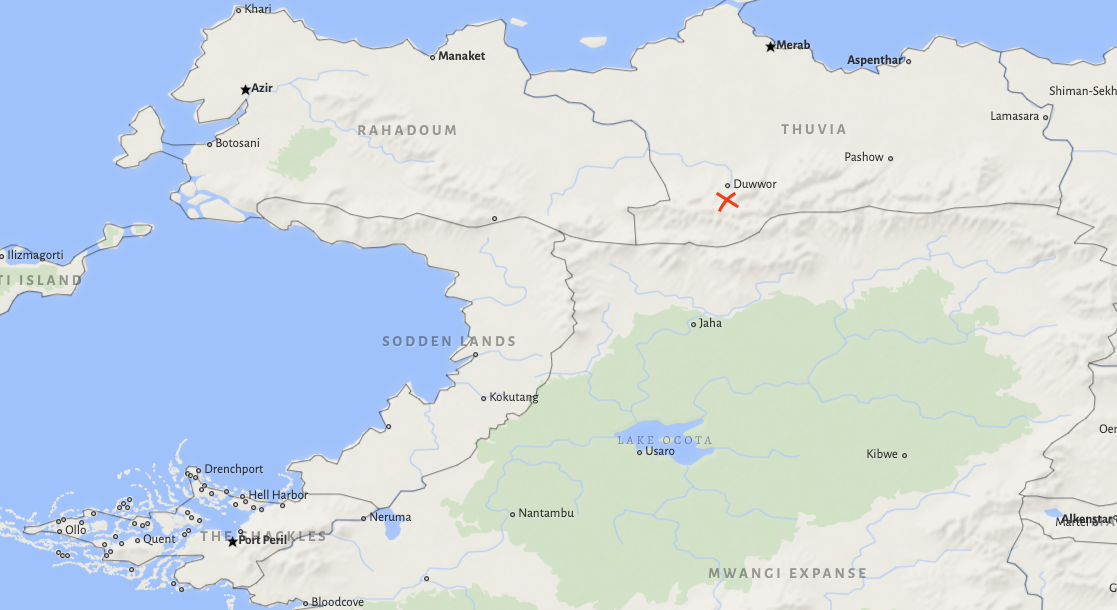 Khari
Merab
Manaket
Aspenthar
Azir
Shiman-Sekh
Lamasara
RAHADOUM
THUVIA
Botosani
Pashow
Duwwor
Ilizmagorti
TI ISLAND
Jaha
SODDEN LANDS
Kokutang
LAKE OCOTA
Usaro
Kibwe
Oen
Drenchport
Hell Harbor
Nantambu
Neruma
Alkenstar
Ollo
Quent
THE SHACKLES
Port Peril
MWANGI EXPANSE
Bloodcove
G